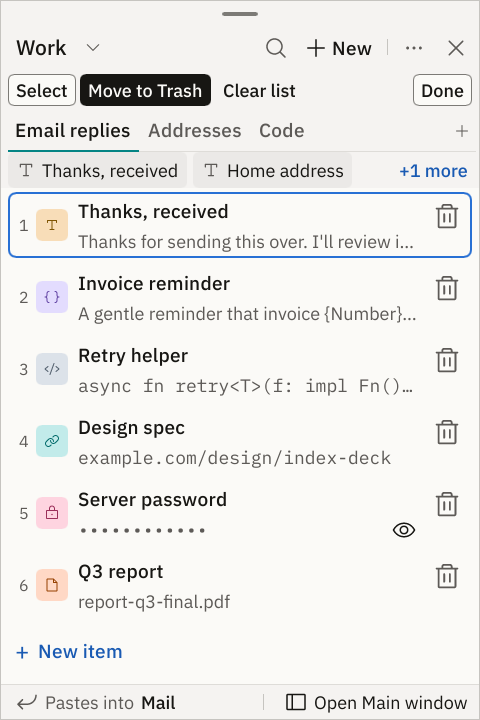 Work
New
Select Move to Trash Clear list Done
Email replies Addresses Code
Thanks, received Home address +1 more
1 Thanks, received
Thanks for sending this over. I'll review i...
2 Invoice reminder
A gentle reminder that invoice {Number}...
3 Retry helper
async fn retry<T>(f: impl Fn()...
4 Design spec
example.com/design/index-deck
5 Server password
••••••••••••
6 Q3 report
report-q3-final.pdf
+ New item
Pastes into Mail Open Main window